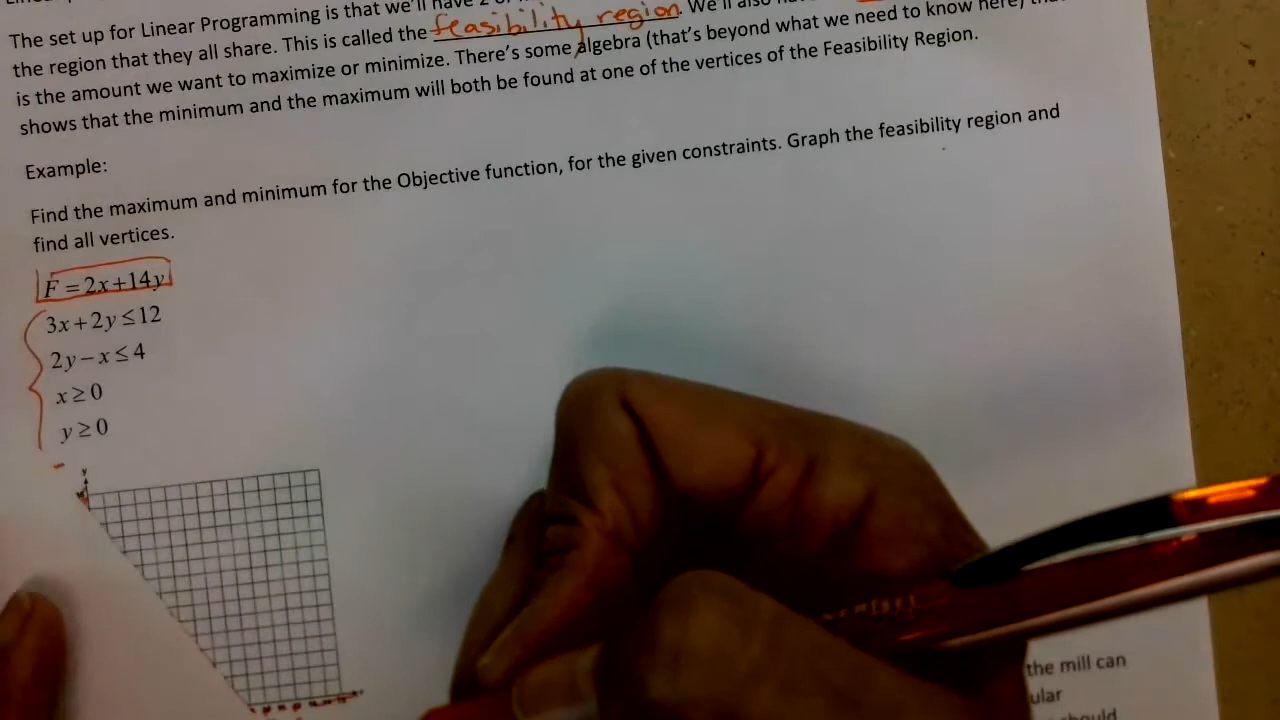 The set up for Linear Programming is that we'll have 2
the region that they all share. This is called the feasibility region. We'll
is the amount we want to maximize or minimize. There's some algebra (that's beyond what we need to know here)
shows that the minimum and the maximum will both be found at one of the vertices of the Feasibility Region.
Example:
Find the maximum and minimum for the Objective function, for the given constraints. Graph the feasibility region and
find all vertices.
F = 2x+14y
3x+2y≤12
2y−x≤4
x≥0
y≥0
y
the mill can
ular
should